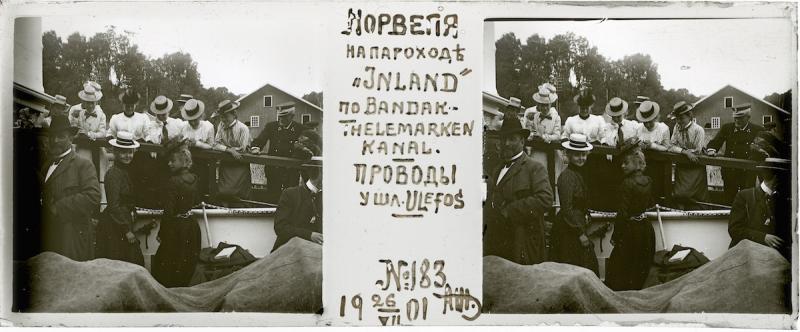 НОРВЕГІЯ
НА ПАРОХОДѢ
„INLAND"
ПО BANDAK-
THELEMARKEN
KANAL.
ПРОВОДЫ
У ШЛ. ULEFOS
№183
19 26/VII 01